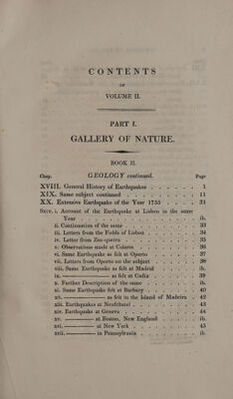 CONTENTS
OF
VOLUME II.
PART I.
GALLERY OF NATURE.
BOOK II.
Chap. GEOLOGY continued. Page
XVIII. General History of Earthquakes . . . . . . 1
XIX. Same subject continued . . . . . . . . 11
XX. Extensive Earthquake of the Year 1755 . . . . 31
Sect. i. Account of the Earthquake at Lisbon in the same
Year . . . . . . . . . . ib.
ii. Continuation of the same . . . . . . 33
iii. Letters from the Fields of Lisbon . . . . 34
iv. Letter from . . . . . . 35
v. Observations made at Colares . . . . . 36
vi. Same Earthquake as felt at Oporto . . . . 37
vii. Letters from Oporto on the subject . . . . 38
viii. Same Earthquake as felt at Madrid . . . . ib.
ix. ———— as felt at Cadiz . . . . 39
x. Farther Description of the same . . . . ib.
xi. Same Earthquake felt at Barbary . . . . 40
xii. ———— as felt in the Island of Madeira . 42
xiii. Earthquakes at Neufchatel . . . . . . 43
xiv. Earthquake at Geneva . . . . . . . 44
xv. ———— at Boston, New England . . . . ib.
xvi. ———— at New York . . . . . . 45
xvii. ———— in Pennsylvania . . . . . . ib.